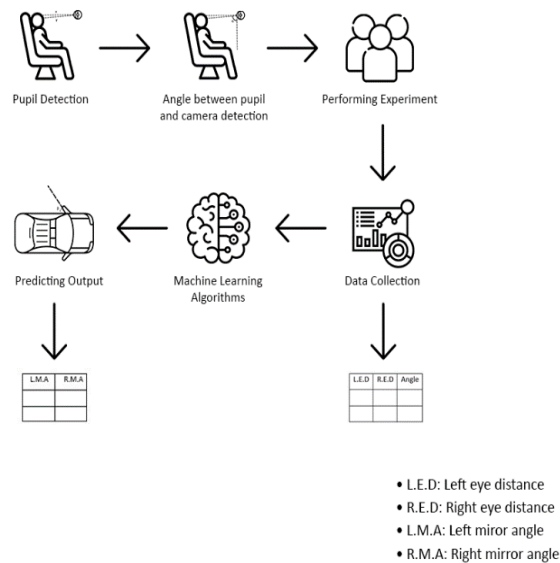 Pupil Detection
Angle between pupil
and camera detection
Performing Experiment
Predicting Output
Machine Learning
Algorithms
Data Collection
L.M.A R.M.A
L.E.D R.E.D Angle
• L.E.D: Left eye distance
• R.E.D: Right eye distance
• L.M.A: Left miror angle
• R.M.A: Right mirror angle